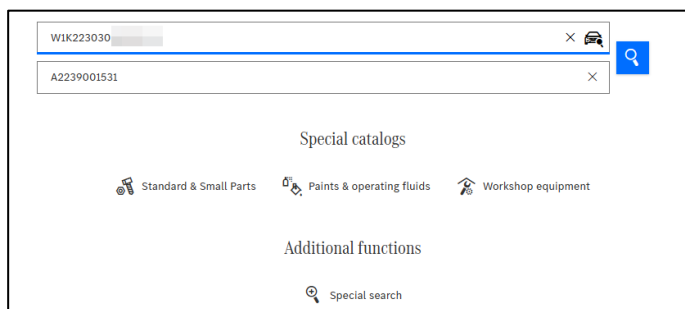 W1K223030
A2239001531
Special catalogs
Standard & Small Parts Paints & operating fluids Workshop equipment
Additional functions
Special search